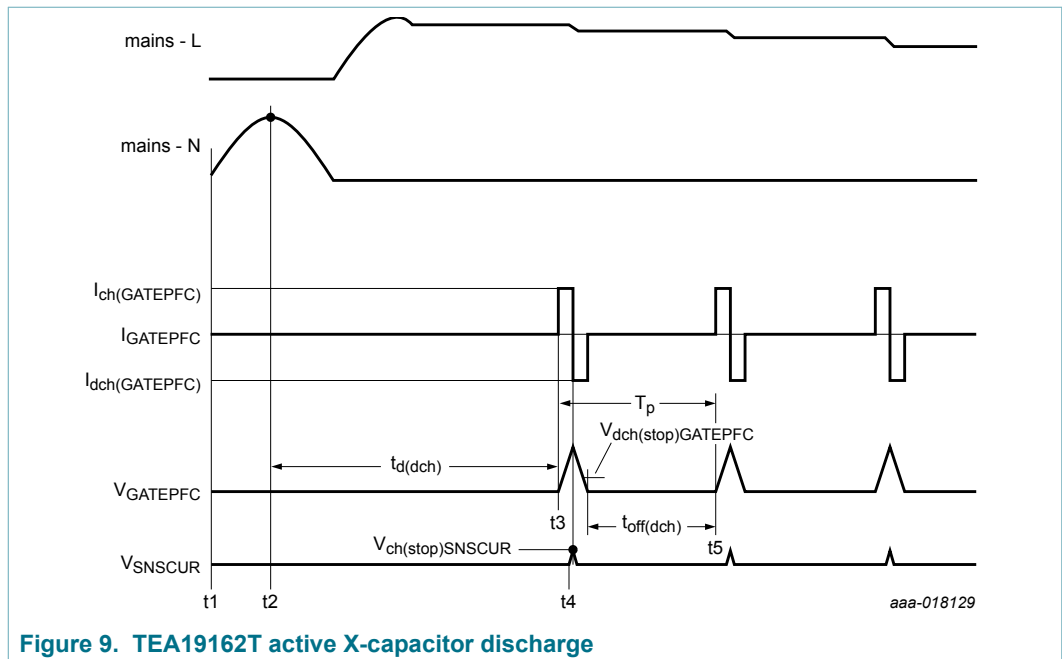 mains - L
mains - N
Ich(GATEPFC)
IGATEPFC
Idch(GATEPFC)
Tp
Vdch(stop)GATEPFC
td(dch)
VGATEPFC
t3
toff(dch)
t5
Vch(stop)SNSCUR
VSNSCUR
t1
t2
t4
aaa-018129
Figure 9. TEA19162T active X-capacitor discharge